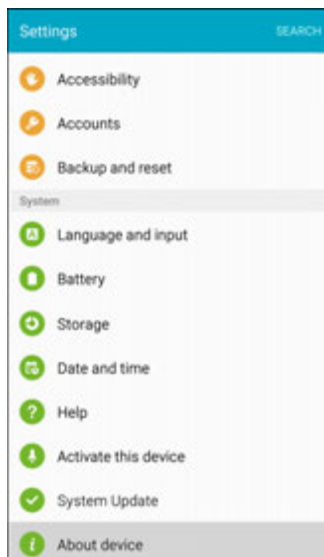 Settings SEARCH
Accessibility
Accounts
Backup and reset
System
Language and input
Battery
Storage
Date and time
Help
Activate this device
System Update
About device